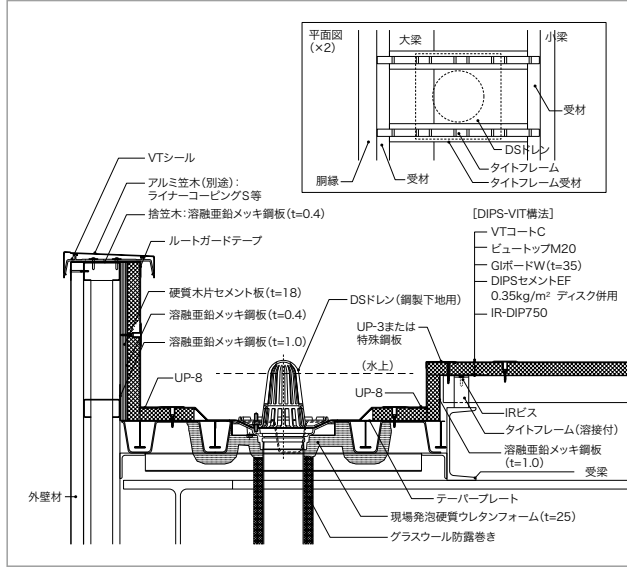 平面図
(×2)
大梁
小梁
受材
DSドレン
タイトフレーム
タイトフレーム受材
胴縁
受材
VTシール
アルミ笠木(別途):
ライナーコーピングS等
捨笠木:溶融亜鉛メッキ鋼板(t=0.4)
ルートガードテープ
[DIPS-VIT構法]
VTコートC
ビュートップM20
GIボードW(t=35)
DIPSセメントEF
0.35kg/m² ディスク併用
IR-DIP750
硬質木片セメント板(t=18)
溶融亜鉛メッキ鋼板(t=0.4)
溶融亜鉛メッキ鋼板(t=1.0)
DSドレン(鋼製下地用)
UP-3または
特殊鋼板
(水上)
UP-8
UP-8
IRビス
タイトフレーム(溶接付)
溶融亜鉛メッキ鋼板
(t=1.0)
受梁
外壁材
テーパープレート
現場発泡硬質ウレタンフォーム(t=25)
グラスウール防露巻き